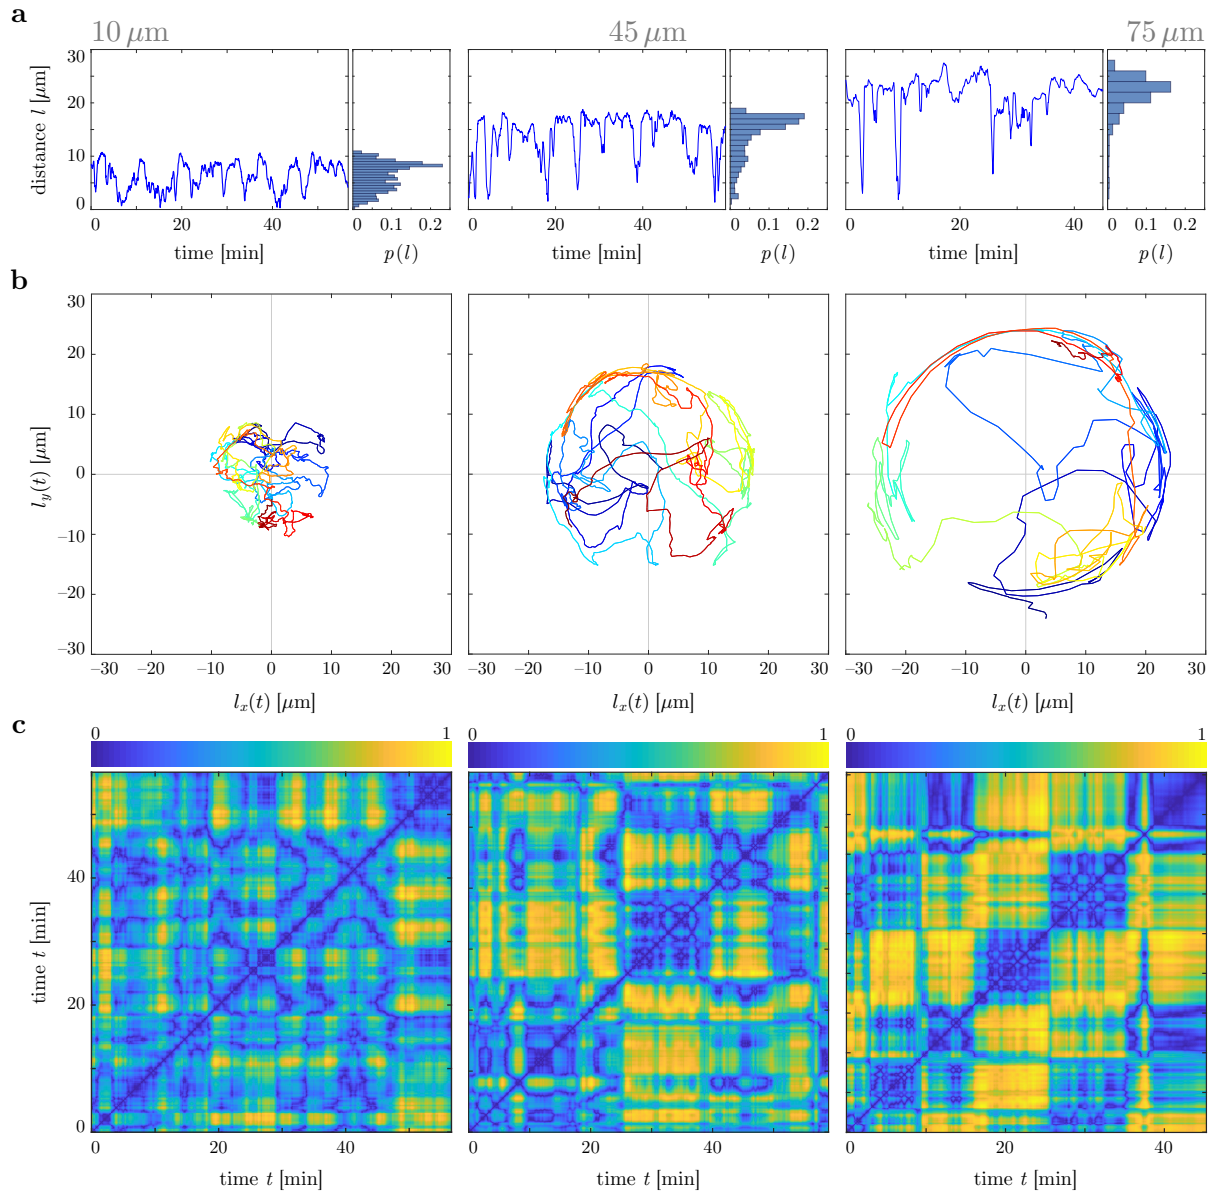 a
10 μm 45 μm 75 μm
30
20
10
0
distance l [μm]
0 20 40
0 0.1 0.2
0 20 40
0 0.1 0.2
20 40
0 0.1 0.2
time [min] p(l) time [min] p(l) time [min] p(l)
b
30
20
10
0
–10
–20
–30
l_y(t) [μm]
–30 –20 –10 0 10 20 30
–30 –20 –10 0 10 20 30
–30 –20 –10 0 10 20 30
l_x(t) [μm] l_x(t) [μm] l_x(t) [μm]
c
0 1 0 1 0 1
40
20
0
time t [min]
0 20 40
0 20 40
0 20 40
time t [min] time t [min] time t [min]